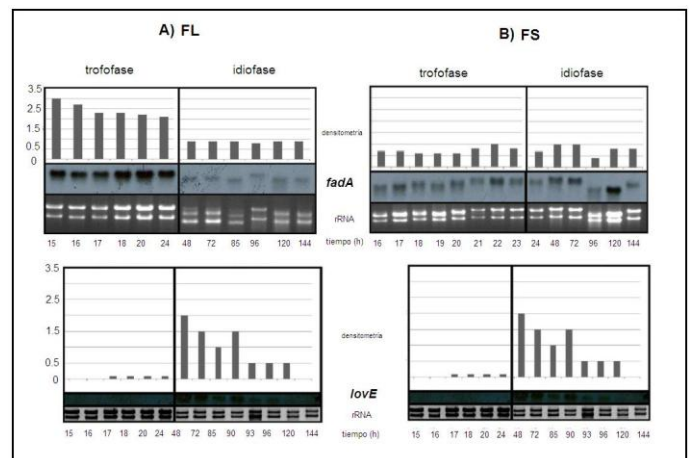 A) FL
B) FS
trofofase
idiofase
trofofase
idiofase
3.5
2.5
1.5
0.5
0
densitometría
fadA
rRNA
15 16 17 18 20 24 48 72 85 96 120 144
tiempo (h)
16 17 18 19 20 21 22 23 24 48 72 96 120 144
3.5
2.5
1.5
0.5
0
densitometría
lovE
rRNA
15 16 17 18 20 24 48 72 85 90 93 96 120 144
tiempo (h)
15 16 17 18 20 24 48 72 85 90 93 96 120 144